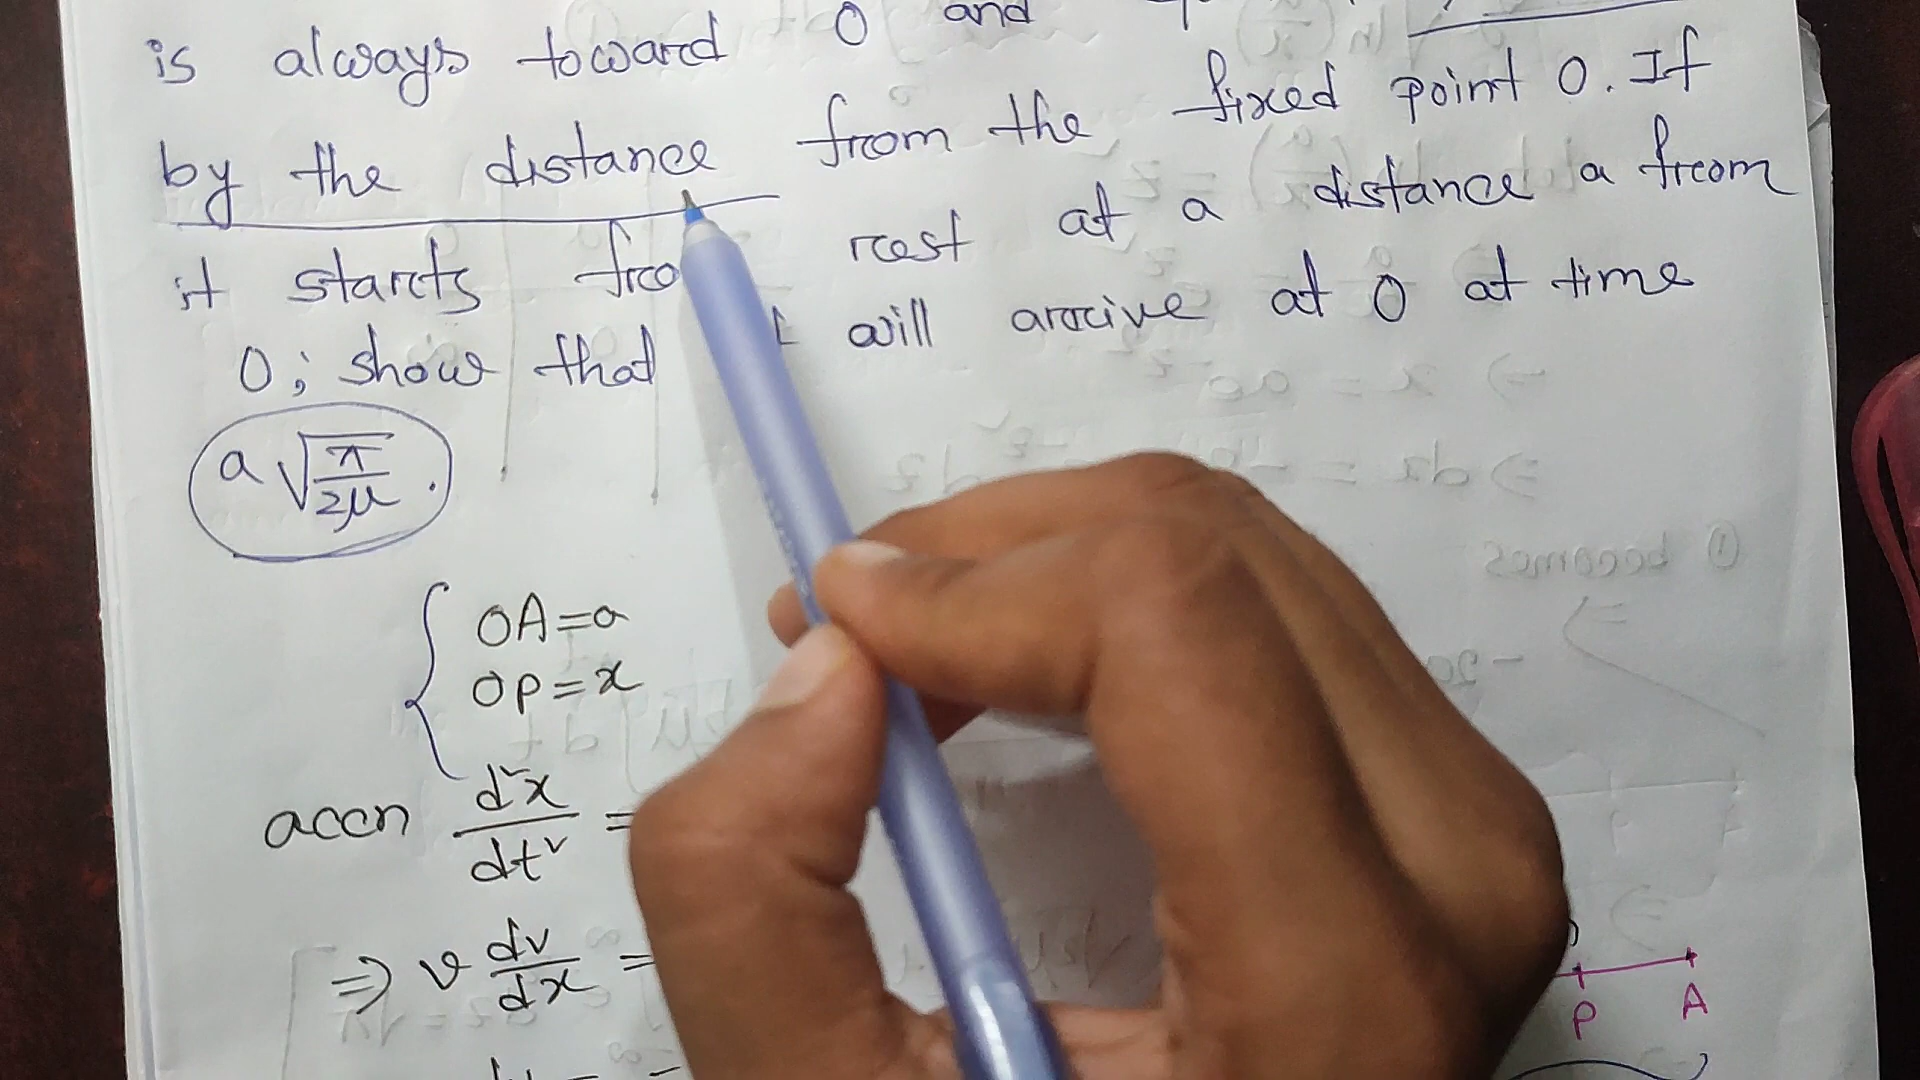 is always toward O and
by the distance from the fixed point O. If
it starts fro rest at a distance a from
O; show that will arrive at O at time
a√(π/2μ).
OA=a
OP=x
accn d²x/dt² =
⇒ v dv/dx =
P A